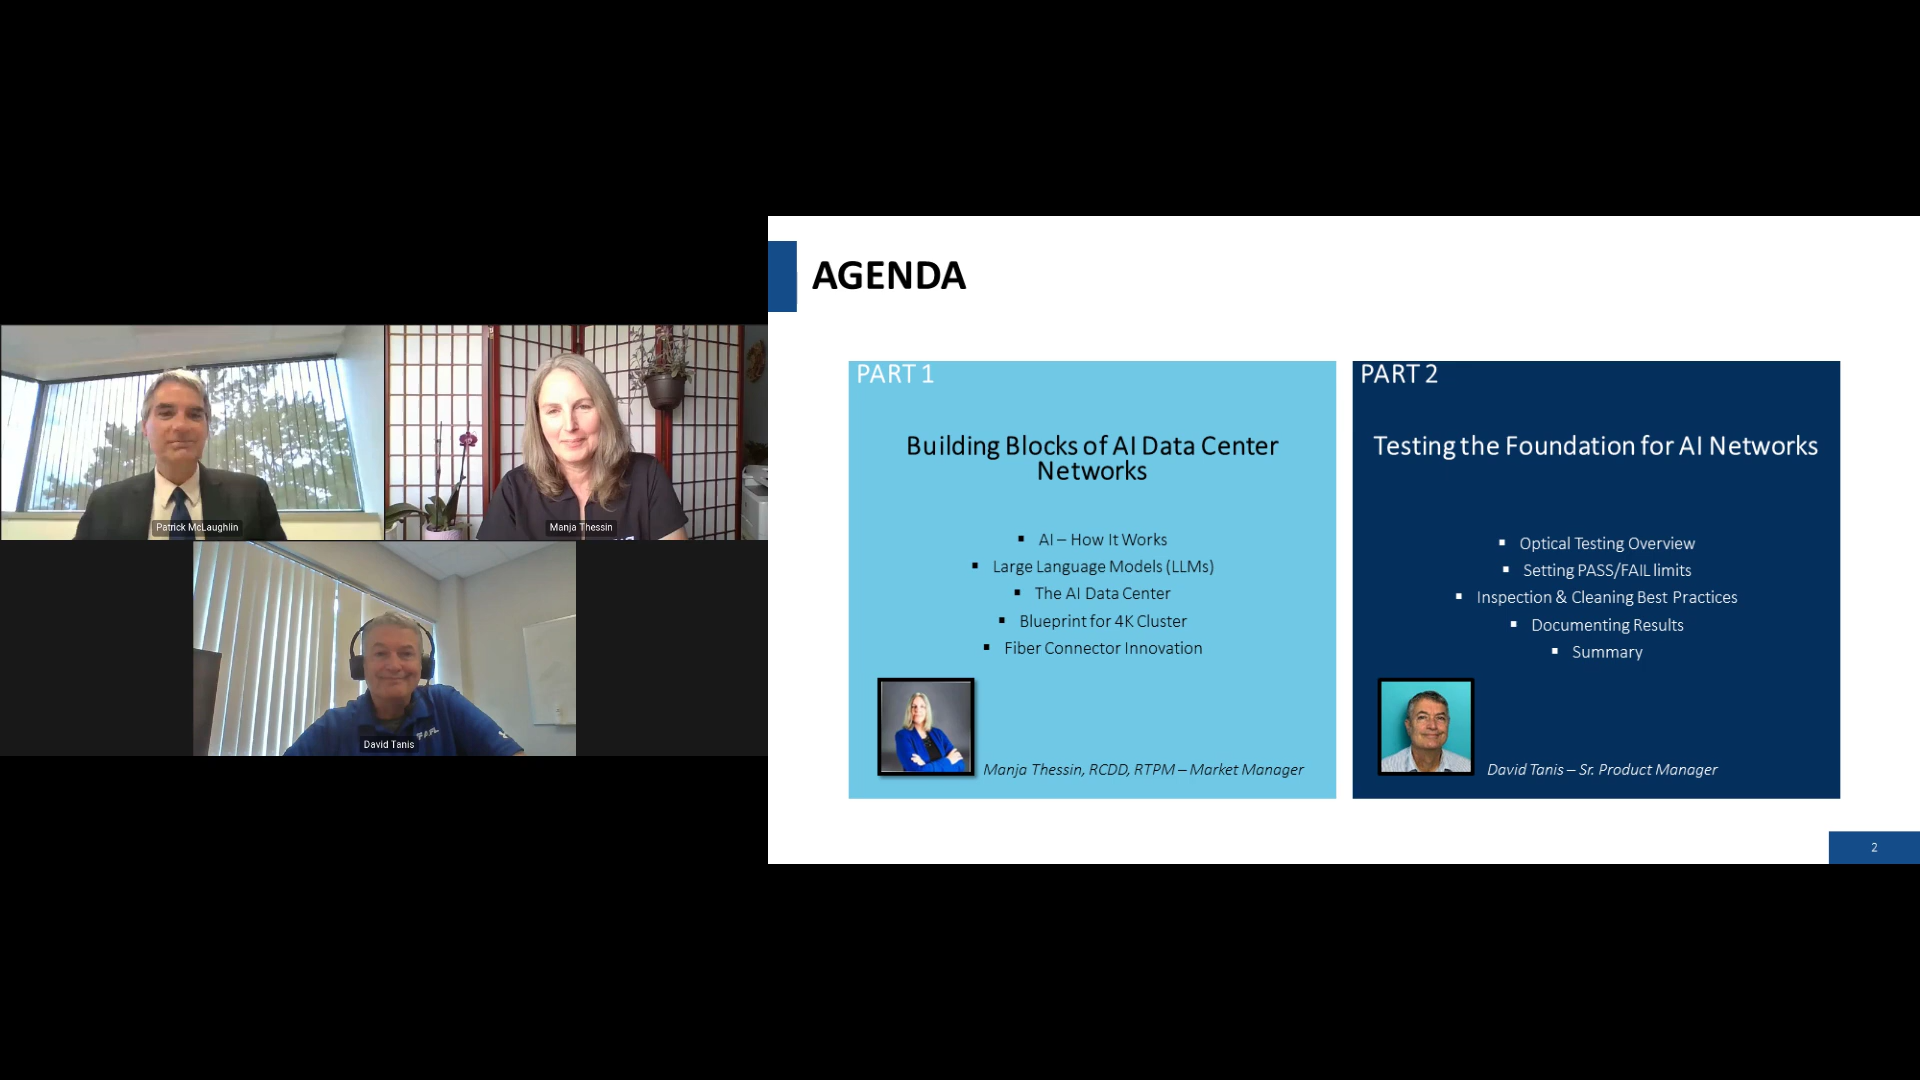 Patrick McLaughlin
Manja Thessin
David Tanis
AGENDA
PART 1
Building Blocks of AI Data Center
Networks
▪ AI – How It Works
▪ Large Language Models (LLMs)
▪ The AI Data Center
▪ Blueprint for 4K Cluster
▪ Fiber Connector Innovation
Manja Thessin, RCDD, RTPM – Market Manager
PART 2
Testing the Foundation for AI Networks
▪ Optical Testing Overview
▪ Setting PASS/FAIL limits
▪ Inspection & Cleaning Best Practices
▪ Documenting Results
▪ Summary
David Tanis – Sr. Product Manager
2